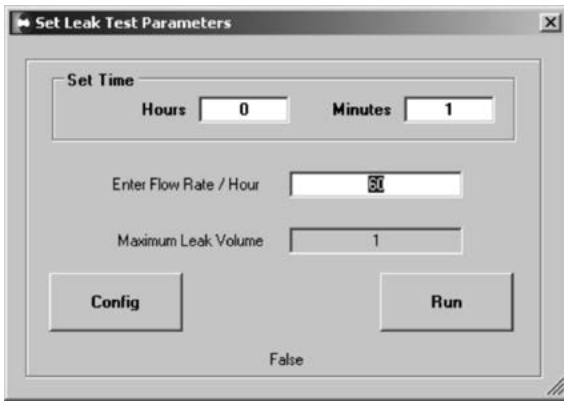 Set Leak Test Parameters
Set Time
Hours 0 Minutes 1
Enter Flow Rate / Hour 60
Maximum Leak Volume 1
Config Run
False